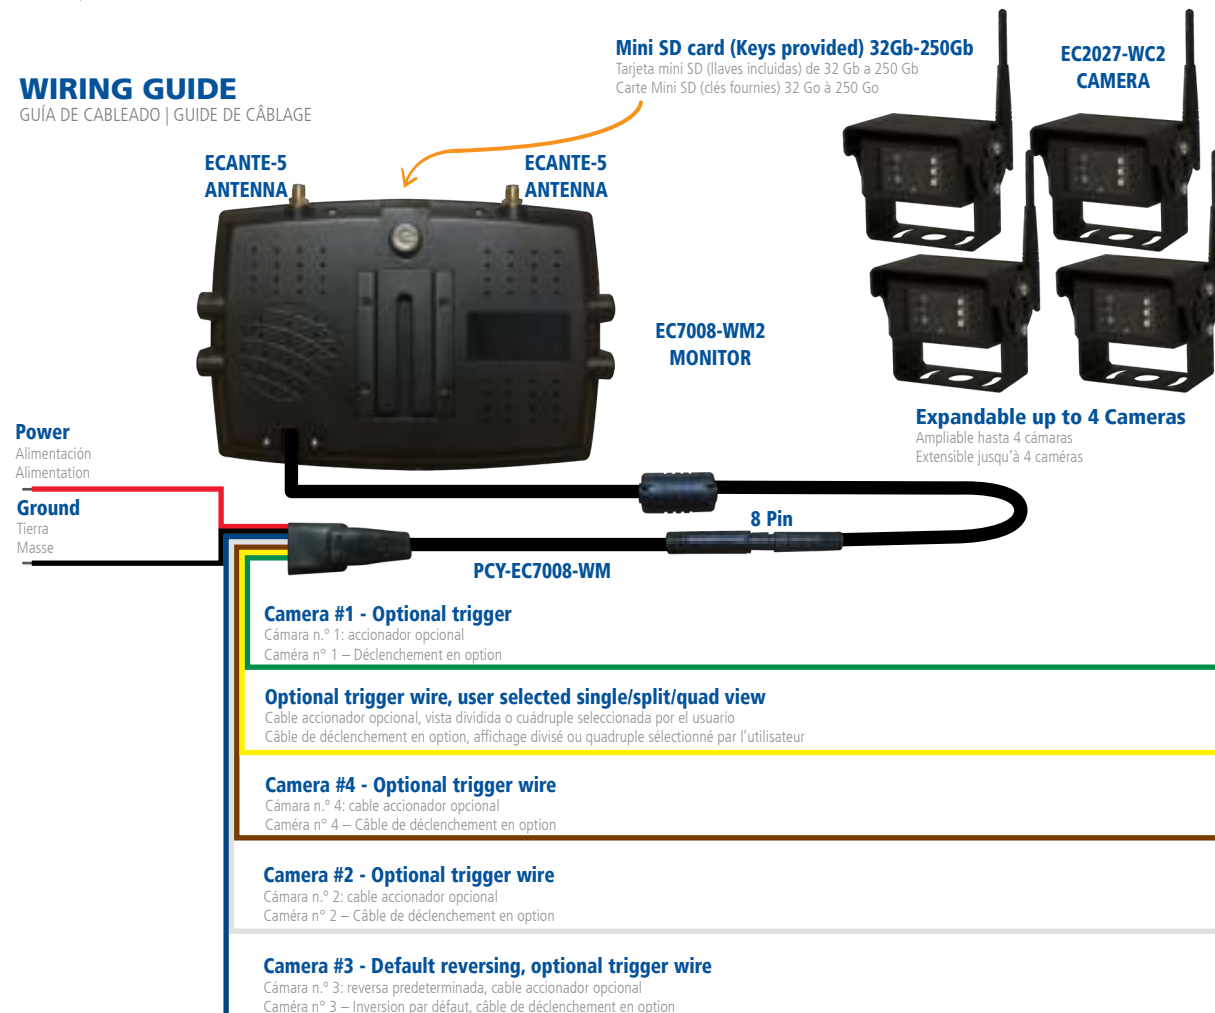 WIRING GUIDE
GUÍA DE CABLEADO | GUIDE DE CÂBLAGE
Mini SD card (Keys provided) 32Gb-250Gb
Tarjeta mini SD (llaves incluidas) de 32 Gb a 250 Gb
Carte Mini SD (clés fournies) 32 Go à 250 Go
EC2027-WC2
CAMERA
ECANTE-5
ANTENNA
ECANTE-5
ANTENNA
EC7008-WM2
MONITOR
Expandable up to 4 Cameras
Ampliable hasta 4 cámaras
Extensible jusqu'à 4 caméras
Power
Alimentación
Alimentation
Ground
Tierra
Masse
8 Pin
PCY-EC7008-WM
Camera #1 - Optional trigger
Cámara n.º 1: accionador opcional
Caméra n° 1 – Déclenchement en option
Optional trigger wire, user selected single/split/quad view
Cable accionador opcional, vista dividida o cuádruple seleccionada por el usuario
Câble de déclenchement en option, affichage divisé ou quadruple sélectionné par l'utilisateur
Camera #4 - Optional trigger wire
Cámara n.º 4: cable accionador opcional
Caméra n° 4 – Câble de déclenchement en option
Camera #2 - Optional trigger wire
Cámara n.º 2: cable accionador opcional
Caméra n° 2 – Câble de déclenchement en option
Camera #3 - Default reversing, optional trigger wire
Cámara n.º 3: reversa predeterminada, cable accionador opcional
Caméra n° 3 – Inversion par défaut, câble de déclenchement en option